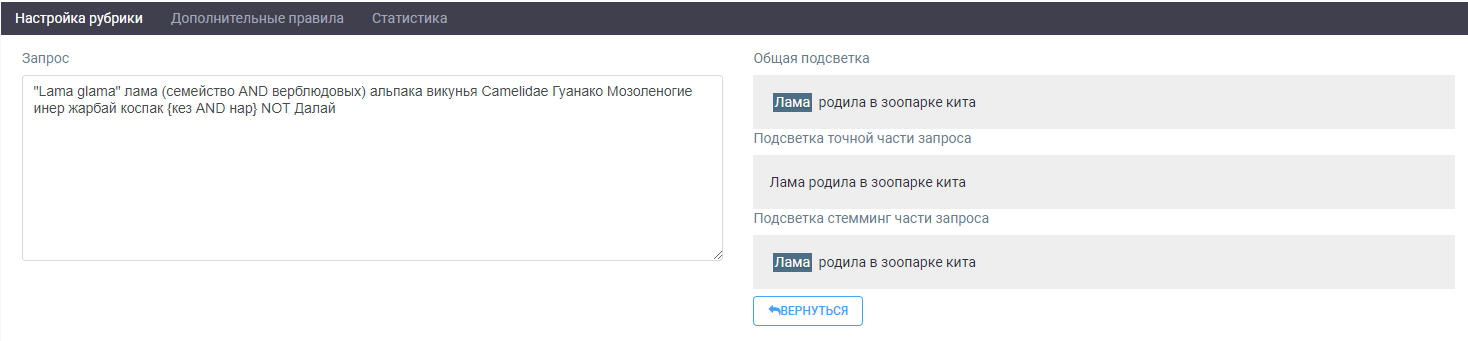 Настройка рубрики Дополнительные правила Статистика
Запрос
"Lama glama" лама (семейство AND верблюдовых) альпака викунья Camelidae Гуанако Мозоленогие
инер жарбай коспак {кез AND нар} NOT Далай
Общая подсветка
Лама родила в зоопарке кита
Подсветка точной части запроса
Лама родила в зоопарке кита
Подсветка стемминг части запроса
Лама родила в зоопарке кита
ВЕРНУТЬСЯ